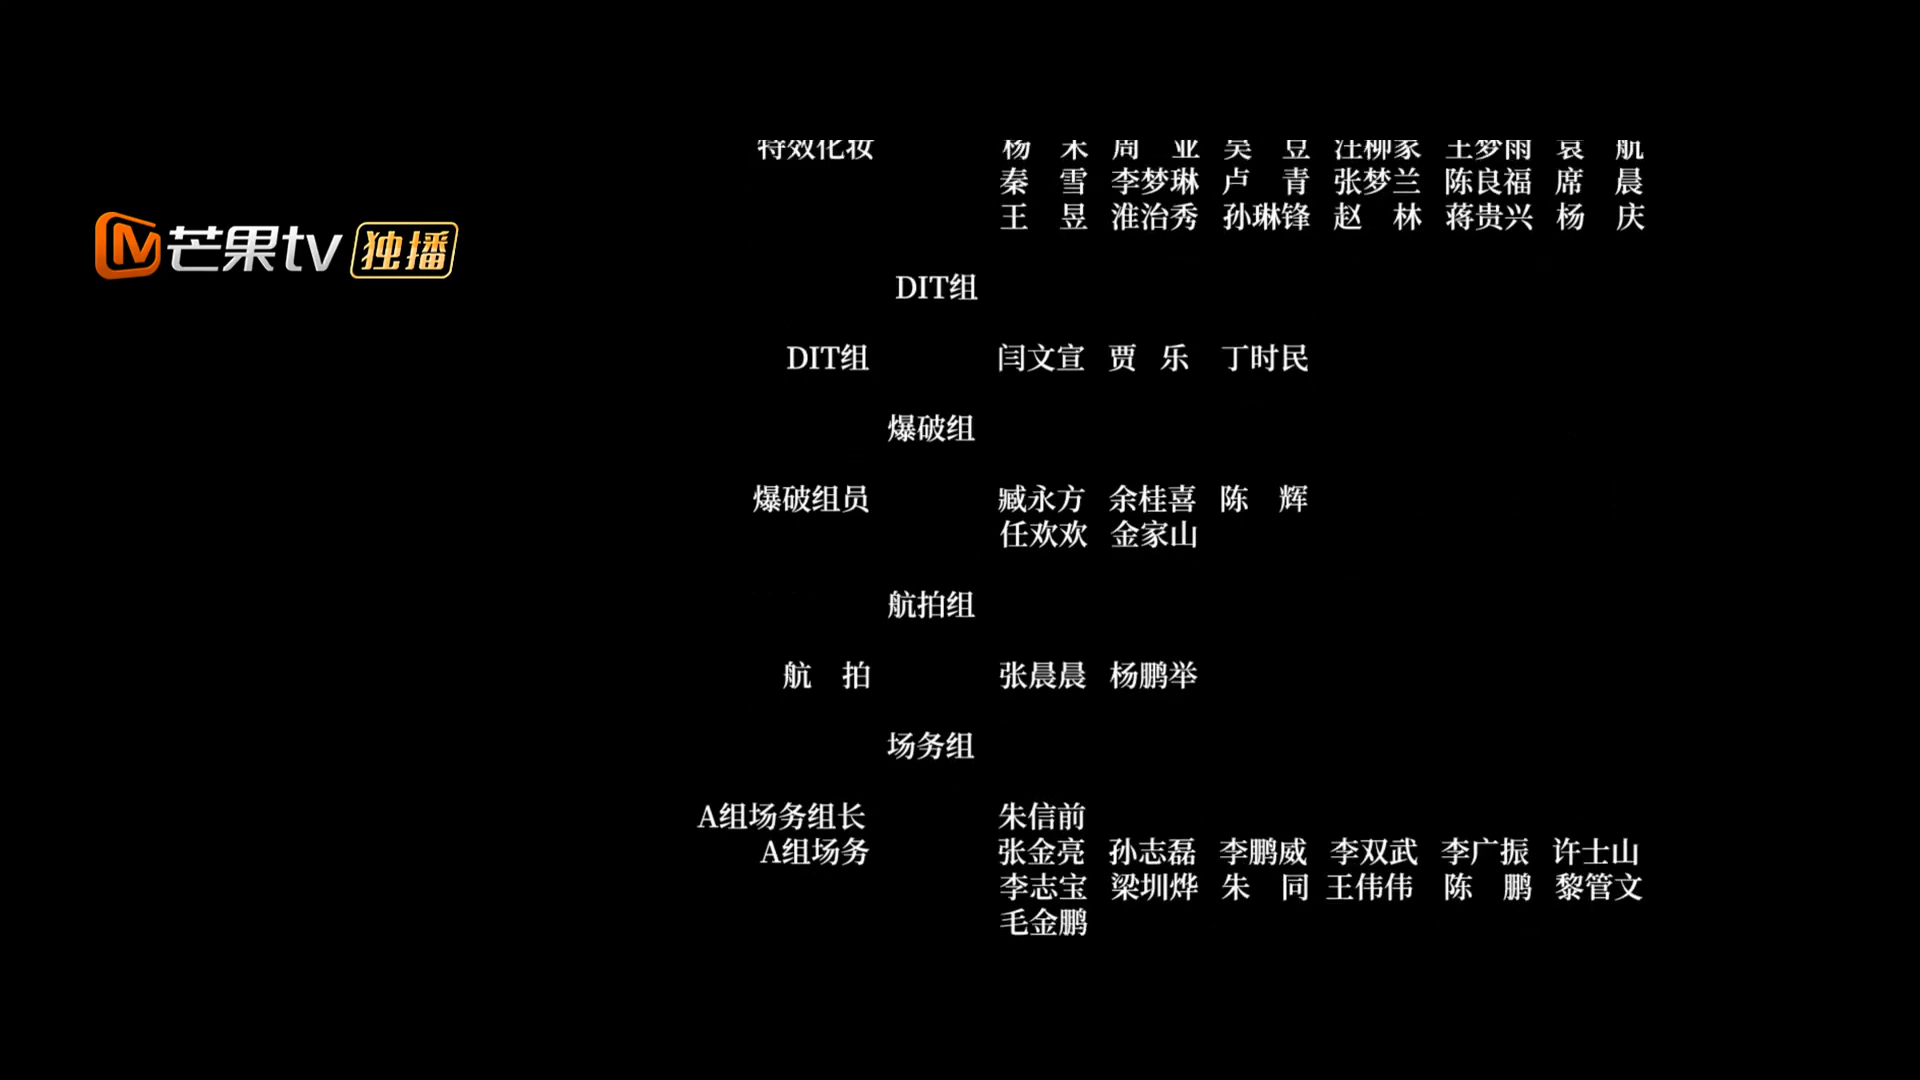 特效化妆 杨 周 亚 吴 豆 汪柳家 王梦雨 袁 航
秦 雪 李梦琳 卢 青 张梦兰 陈良福 席 晨
芒果tv 独播
王 昱 淮治秀 孙琳锋 赵 林 蒋贵兴 杨 庆
DIT组
DIT组 闫文宣 贾 乐 丁时民
爆破组
爆破组员 臧永方 余桂喜 陈 辉
任欢欢 金家山
航拍组
航 拍 张晨晨 杨鹏举
场务组
A组场务组长 朱信前
A组场务 张金亮 孙志磊 李鹏威 李双武 李广振 许士山
李志宝 梁圳烨 朱 同 王伟伟 陈 鹏 黎管文
毛金鹏